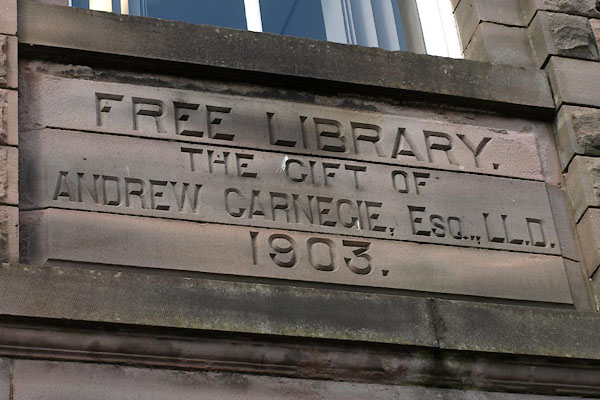 FREE LIBRARY.
THE GIFT OF
ANDREW CARNEGIE, ESQ., LL.D.
1903.